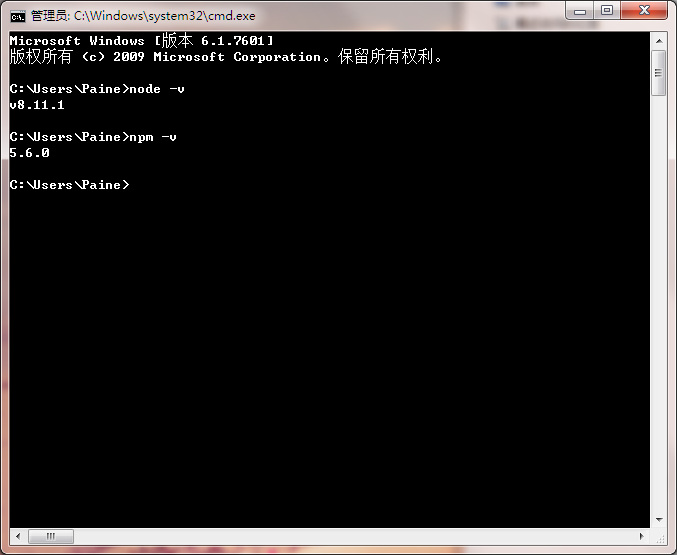 管理员: C:\Windows\system32\cmd.exe
Microsoft Windows [版本 6.1.7601]
版权所有 (c) 2009 Microsoft Corporation。保留所有权利。
C:\Users\Paine>node -v
v8.11.1
C:\Users\Paine>npm -v
5.6.0
C:\Users\Paine>